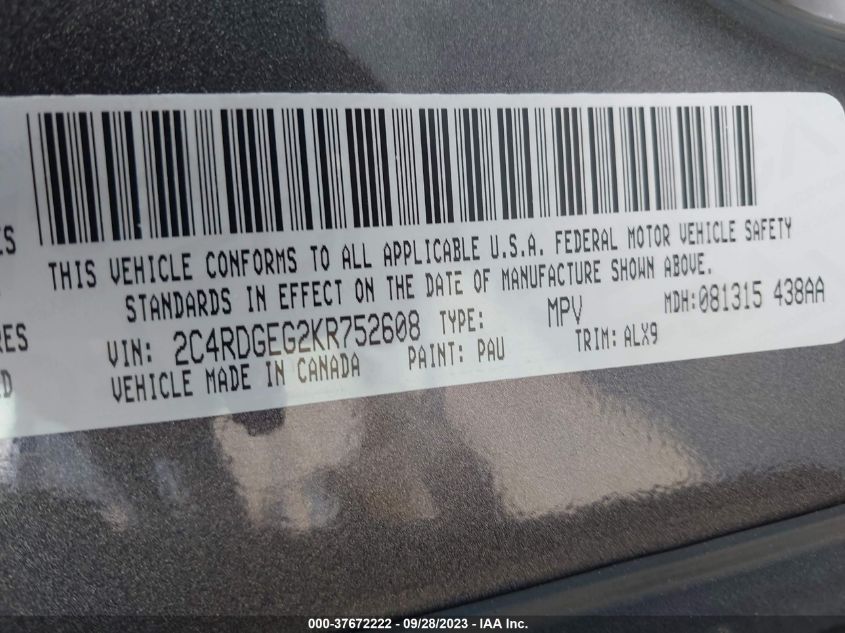 THIS VEHICLE CONFORMS TO ALL APPLICABLE U.S.A. FEDERAL MOTOR VEHICLE SAFETY
STANDARDS IN EFFECT ON THE DATE OF MANUFACTURE SHOWN ABOVE.
VIN: 2C4RDGEG2KR752608 TYPE: MPV MDH:081315 438AA
VEHICLE MADE IN CANADA PAINT: PAU TRIM: ALX9
000-37672222 - 09/28/2023 - IAA Inc.